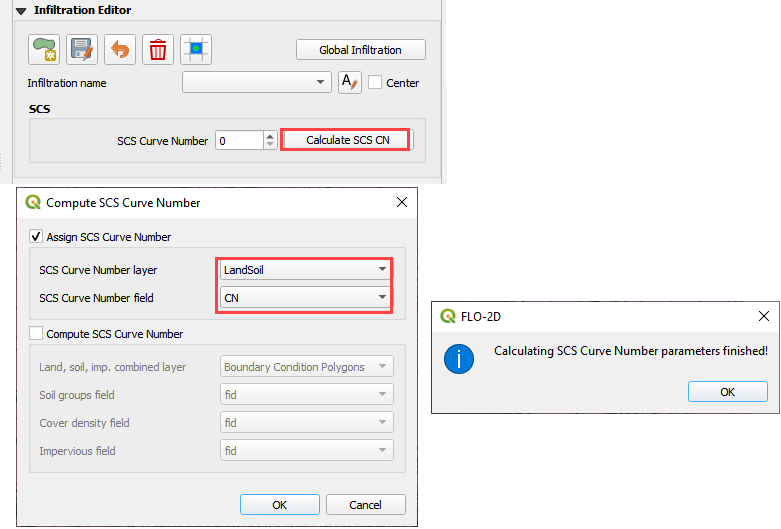 Infiltration Editor
Global Infiltration
Infiltration name
A
Center
SCS
SCS Curve Number 0 Calculate SCS CN
Compute SCS Curve Number
Assign SCS Curve Number
SCS Curve Number layer LandSoil
SCS Curve Number field CN
Compute SCS Curve Number
Land, soil, imp. combined layer Boundary Condition Polygons
Soil groups field fid
Cover density field fid
Impervious field fid
OK Cancel
FLO-2D
Calculating SCS Curve Number parameters finished!
OK